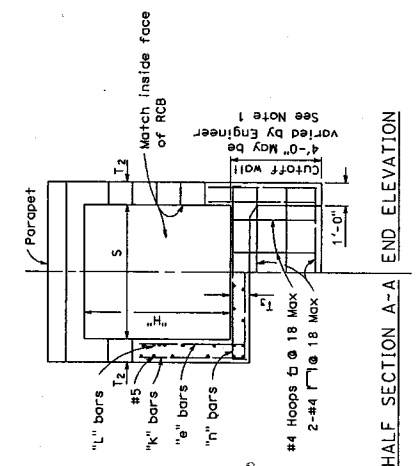 Parapet
T2
T2
S
"H"
Match inside face
of RCB
"L" bars
#5
"k" bars
"e" bars
"n" bars
T3
Cutoff wall
4'-0" May be
varied by Engineer
See Note 1
1'-0"
#4 Hoops @ 18 Max
2-#4 @ 18 Max
HALF SECTION A-A
END ELEVATION